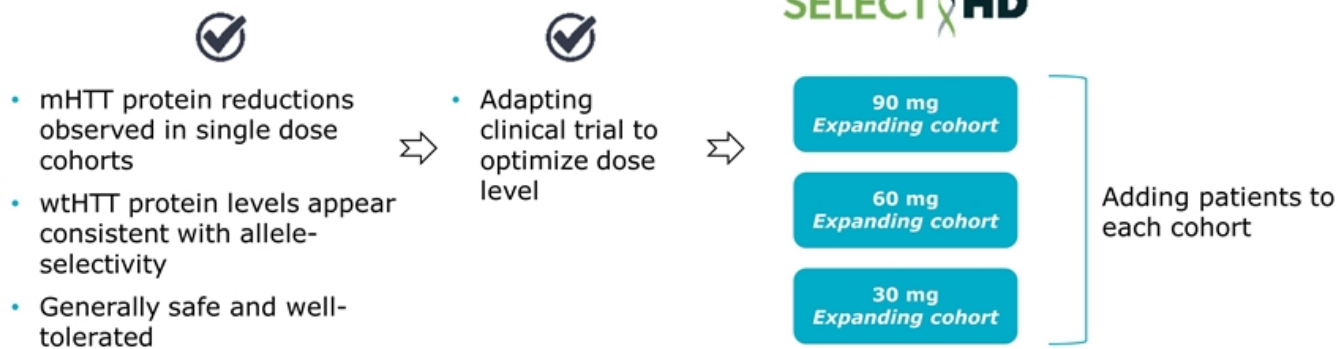 SELECT HD
• mHTT protein reductions
observed in single dose
cohorts
• wtHTT protein levels appear
consistent with allele-
selectivity
• Generally safe and well-
tolerated
• Adapting
clinical trial to
optimize dose
level
90 mg
Expanding cohort
60 mg
Expanding cohort
30 mg
Expanding cohort
Adding patients to
each cohort